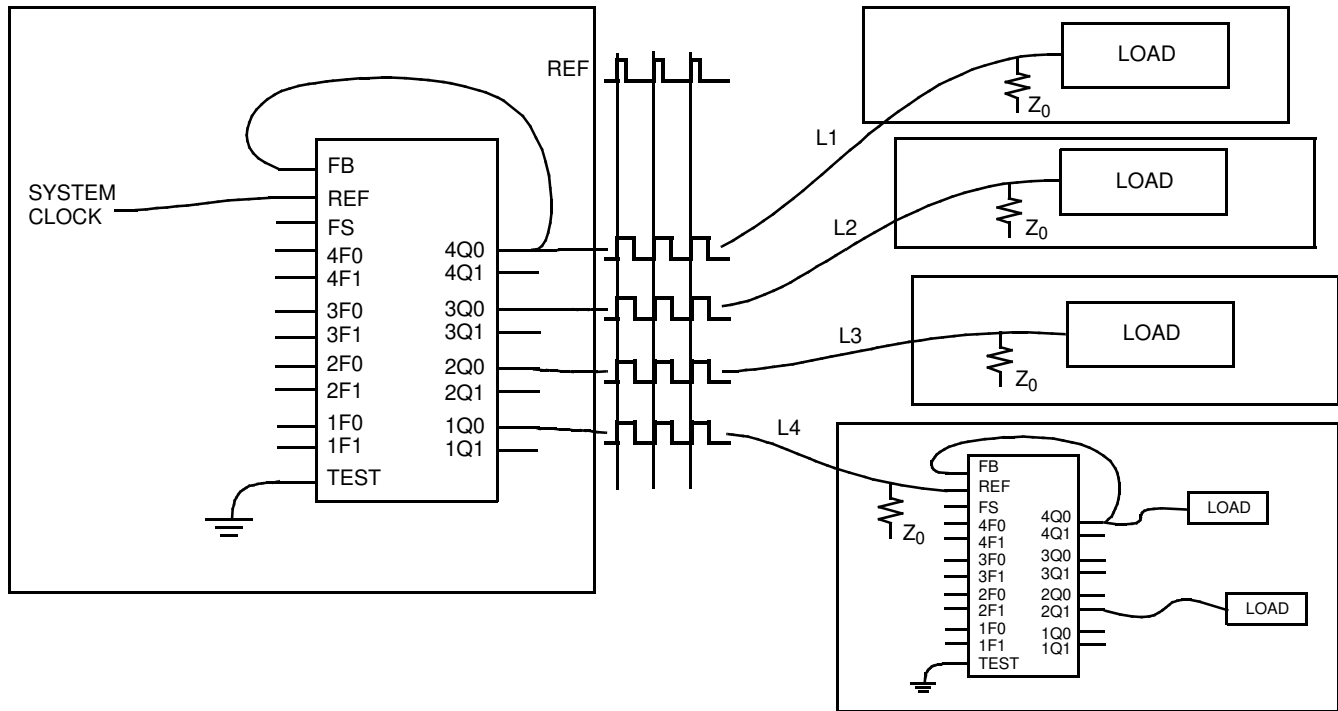 SYSTEM
CLOCK
FB
REF
FS
4F0
4F1
3F0
3F1
2F0
2F1
1F0
1F1
TEST
4Q0
4Q1
3Q0
3Q1
2Q0
2Q1
1Q0
1Q1
REF
L1
L2
L3
L4
LOAD
Z0
LOAD
Z0
LOAD
Z0
Z0
FB
REF
FS
4F0
4F1
3F0
3F1
2F0
2F1
1F0
1F1
TEST
4Q0
4Q1
3Q0
3Q1
2Q0
2Q1
1Q0
1Q1
LOAD
LOAD